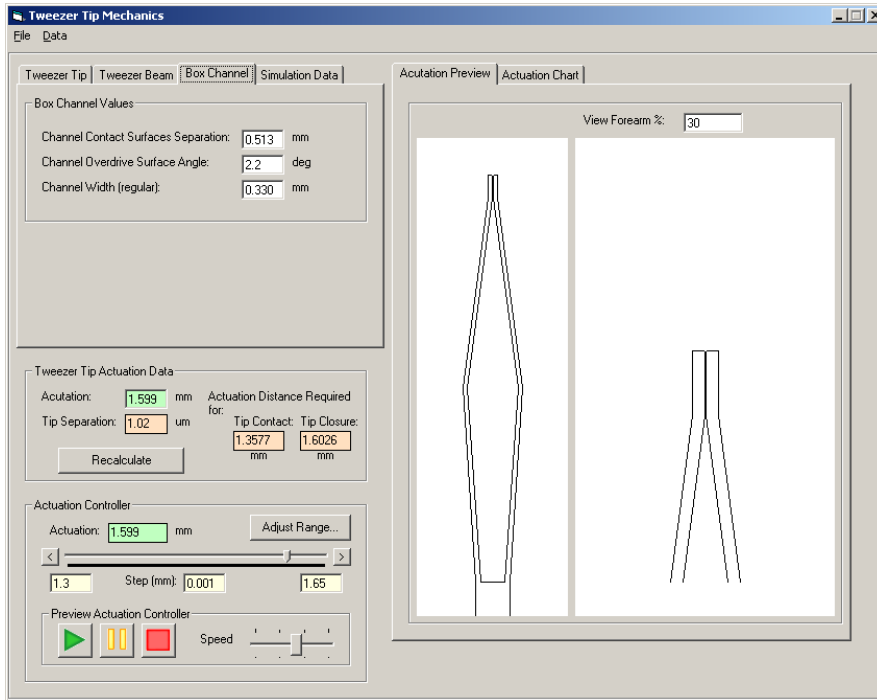 Tweezer Tip Mechanics
File Data
Tweezer Tip Tweezer Beam Box Channel Simulation Data
Box Channel Values
Channel Contact Surfaces Separation: 0.513 mm
Channel Overdrive Surface Angle: 2.2 deg
Channel Width (regular): 0.330 mm
Tweezer Tip Actuation Data
Acutation: 1.599 mm
Tip Separation: 1.02 um
Recalculate
Actuation Distance Required
for:
Tip Contact: Tip Closure:
1.3577 1.6026
mm mm
Actuation Controller
Actuation: 1.599 mm
Adjust Range...
< >
1.3 Step (mm): 0.001 1.65
Preview Actuation Controller
Speed
Acutation Preview Actuation Chart
View Forearm %: 30